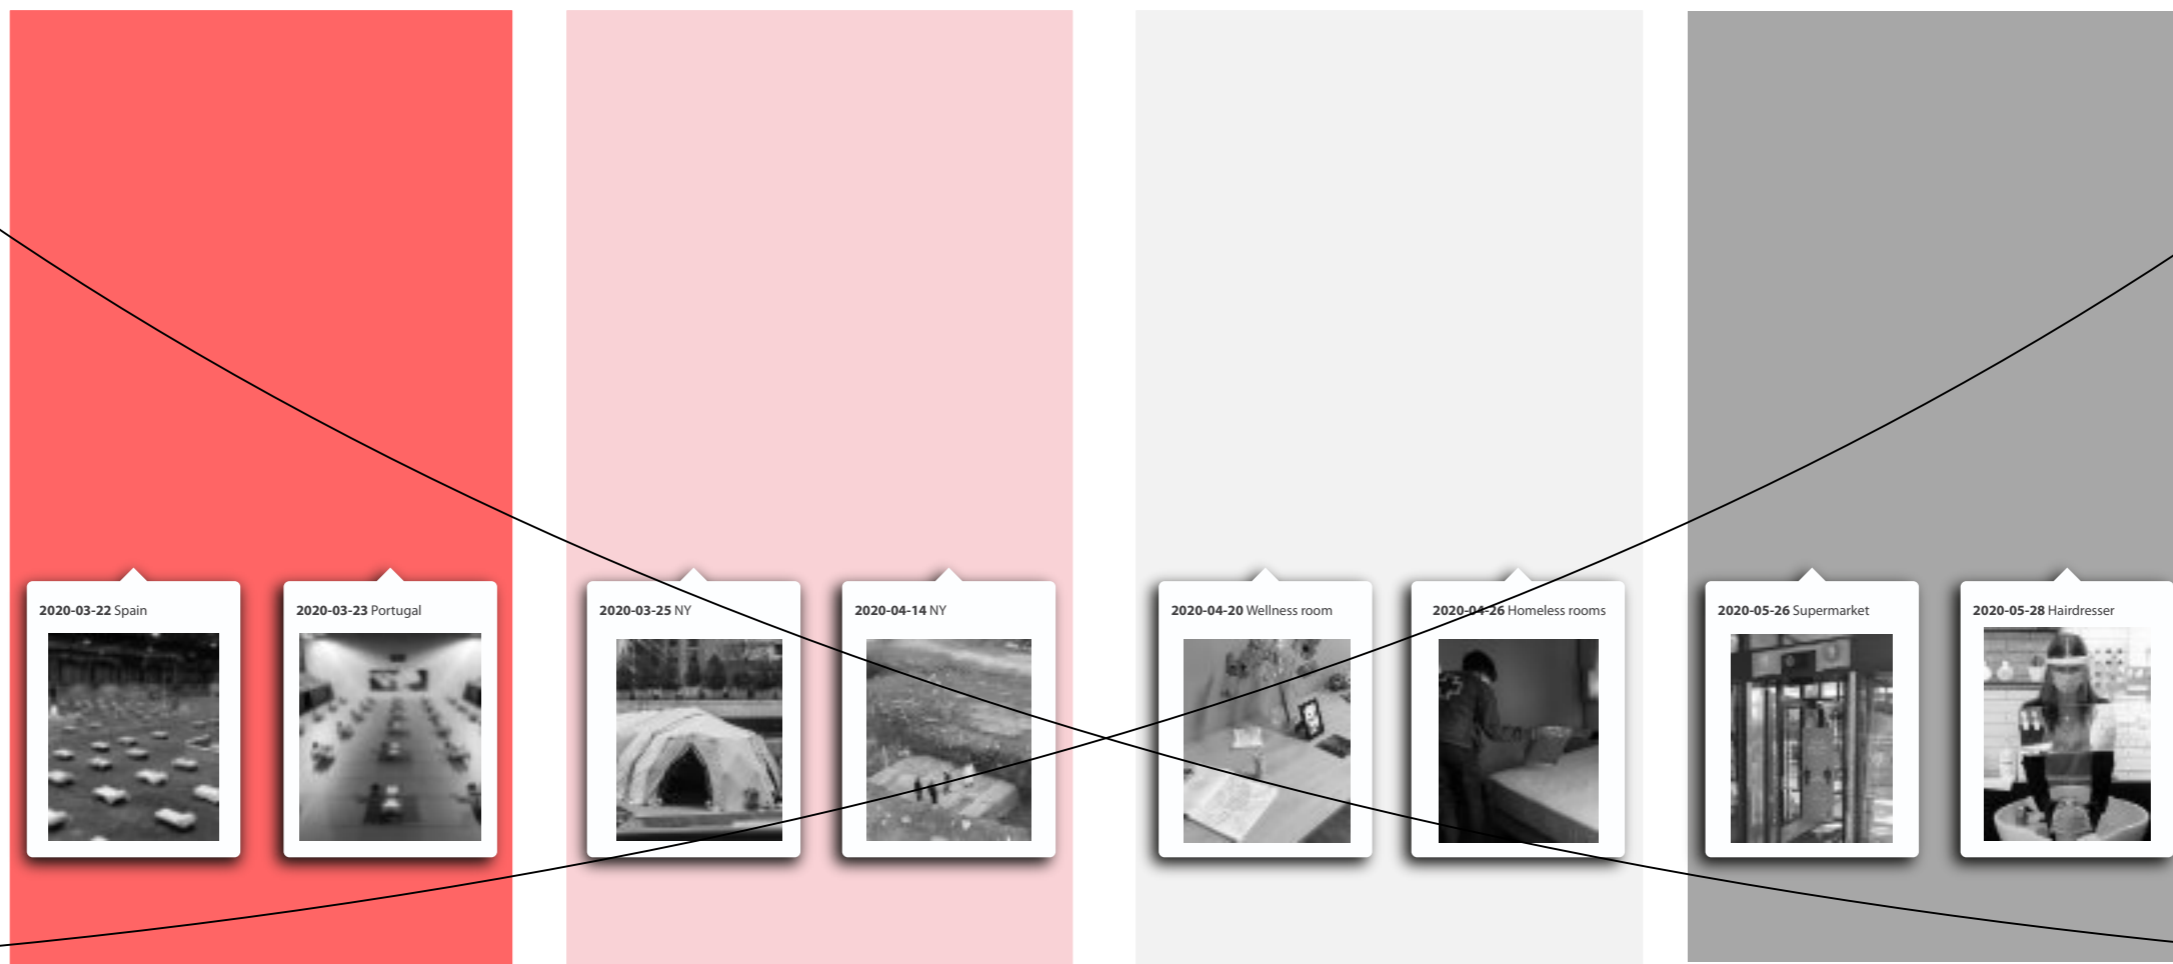 2020-03-22 Spain
2020-03-23 Portugal
2020-03-25 NY
2020-04-14 NY
2020-04-20 Wellness room
2020-04-26 Homeless rooms
2020-05-26 Supermarket
2020-05-28 Hairdresser